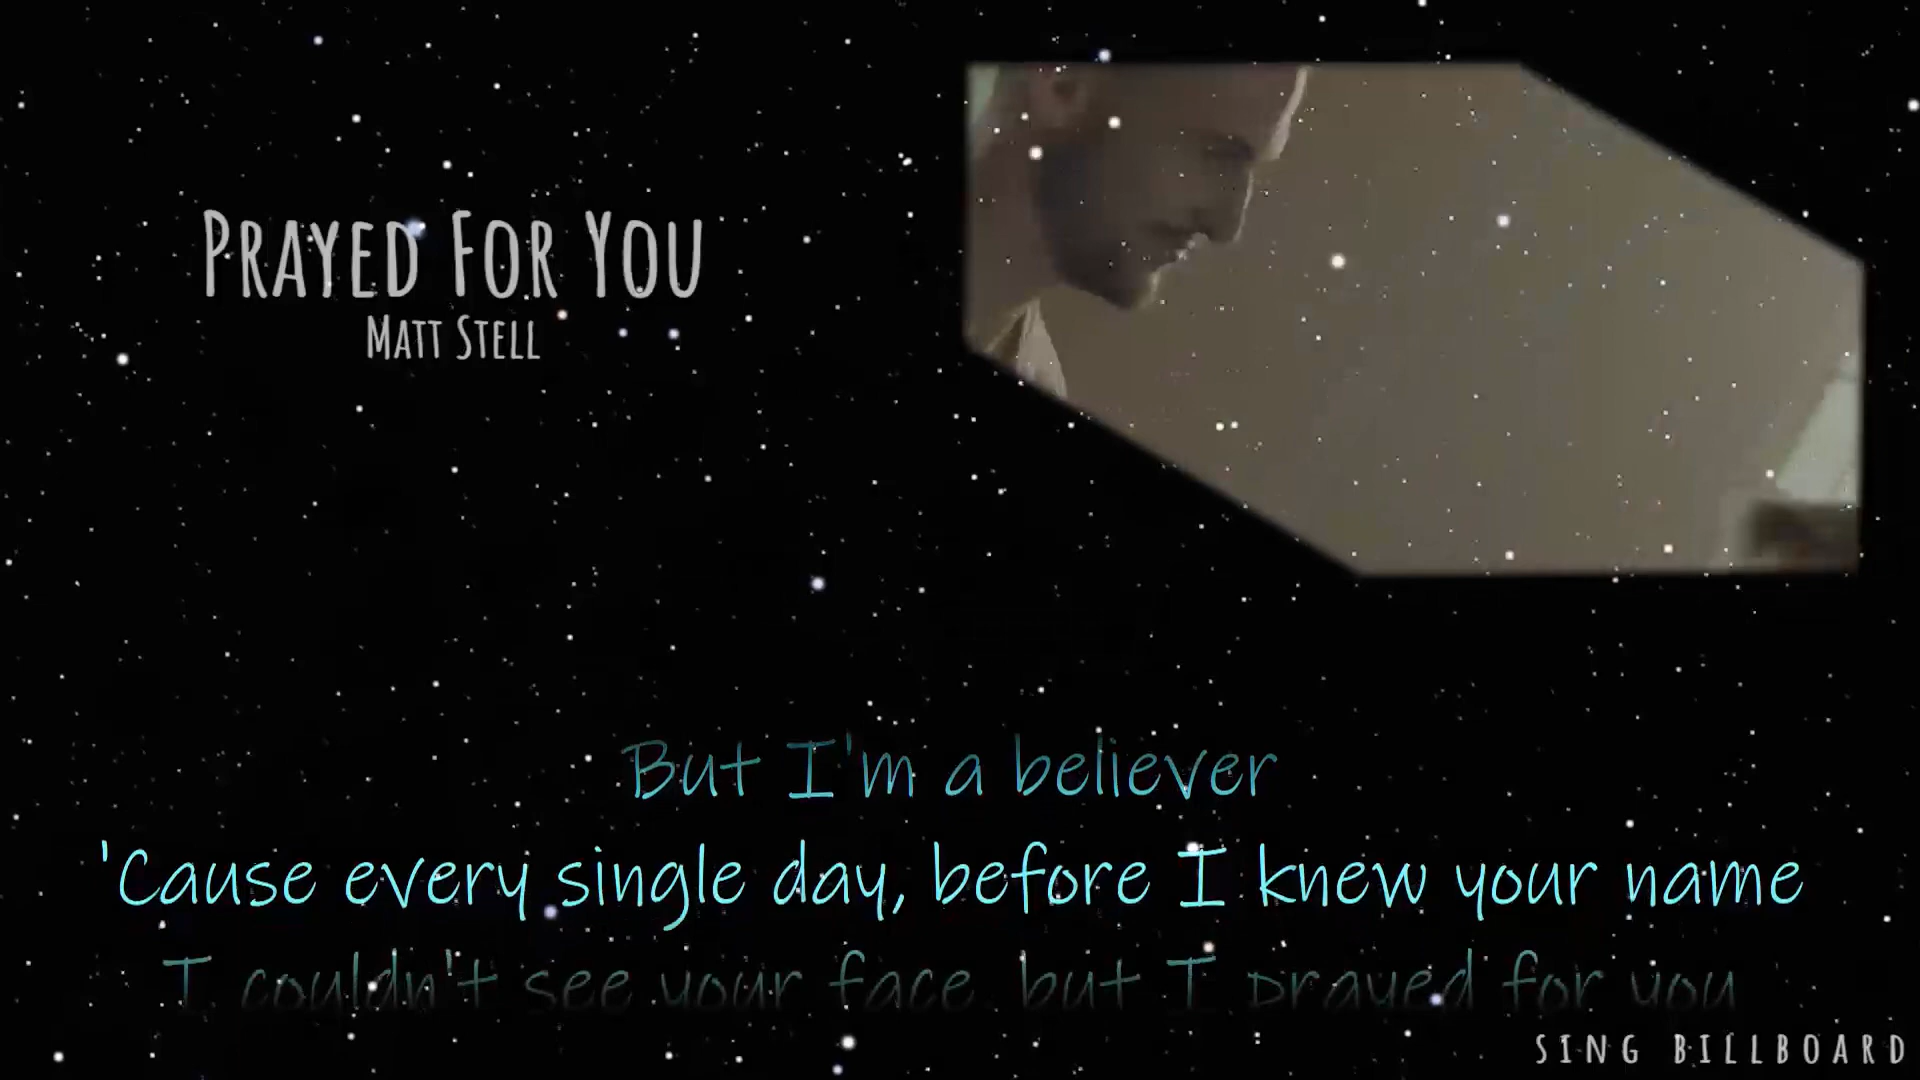 PRAYED FOR YOU
MATT STELL
But I'm a believer
'Cause every single day, before I knew your name
I couldn't see your face, but I prayed for you
SING BILLBOARD